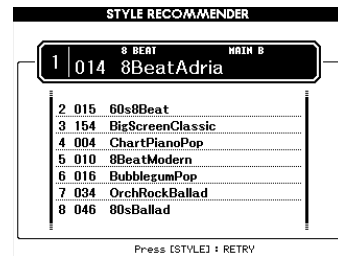 STYLE RECOMMENDER
8 BEAT MAIN B
1 014 8BeatAdria
2 015 60s8Beat
3 154 BigScreenClassic
4 004 ChartPianoPop
5 010 8BeatModern
6 016 BubblegumPop
7 034 OrchRockBallad
8 046 80sBallad
Press [STYLE] : RETRY